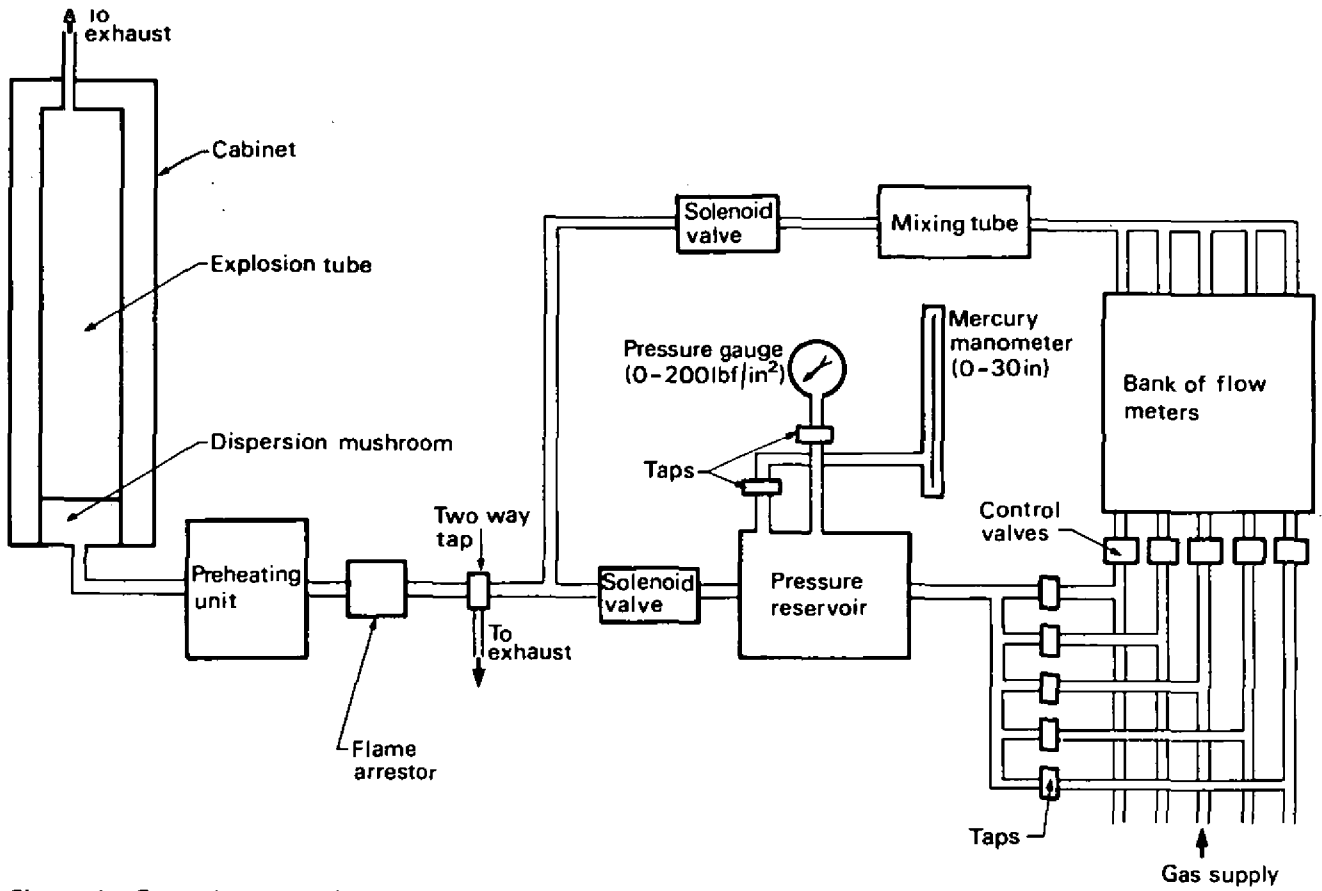 To
exhaust
Cabinet
Explosion tube
Dispersion mushroom
Preheating
unit
Flame
arrestor
Two way
tap
To
exhaust
Solenoid
valve
Mixing tube
Pressure gauge
(0-200lbf/in²)
Mercury
manometer
(0-30in)
Taps
Solenoid
valve
Pressure
reservoir
Bank of flow
meters
Control
valves
Taps
Gas supply